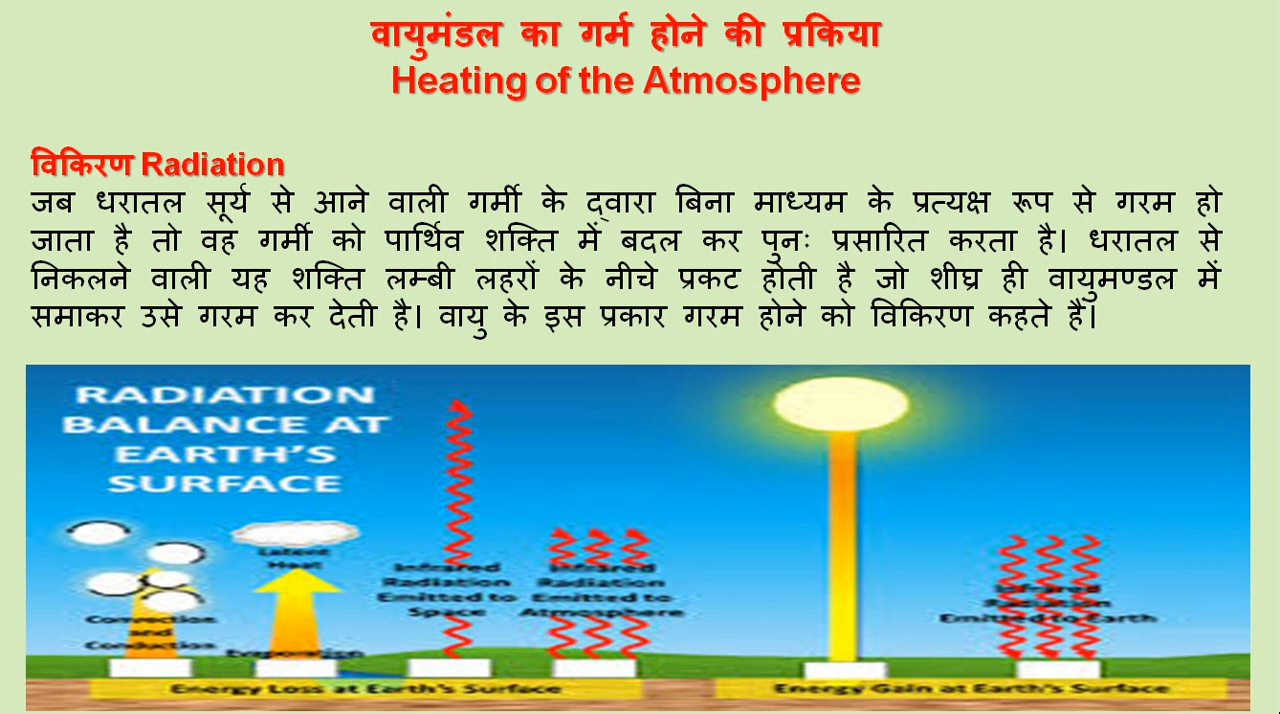 वायुमंडल का गर्म होने की प्रकिया
Heating of the Atmosphere
विकिरण Radiation
जब धरातल सूर्य से आने वाली गर्मी के द्वारा बिना माध्यम के प्रत्यक्ष रूप से गरम हो
जाता है तो वह गर्मी को पार्थिव शक्ति में बदल कर पुनः प्रसारित करता है। धरातल से
निकलने वाली यह शक्ति लम्बी लहरों के नीचे प्रकट होती है जो शीघ्र ही वायुमण्डल में
समाकर उसे गरम कर देती है। वायु के इस प्रकार गरम होने को विकिरण कहते हैं।
RADIATION
BALANCE AT
EARTH'S
SURFACE
Convection
and
Conduction
Latent
Heat
Evaporation
Infrared
Radiation
Emitted to
Space
Infrared
Radiation
Emitted to
Atmosphere
Infrared
Radiation
Emitted to Earth
Energy Loss at Earth's Surface
Energy Gain at Earth's Surface